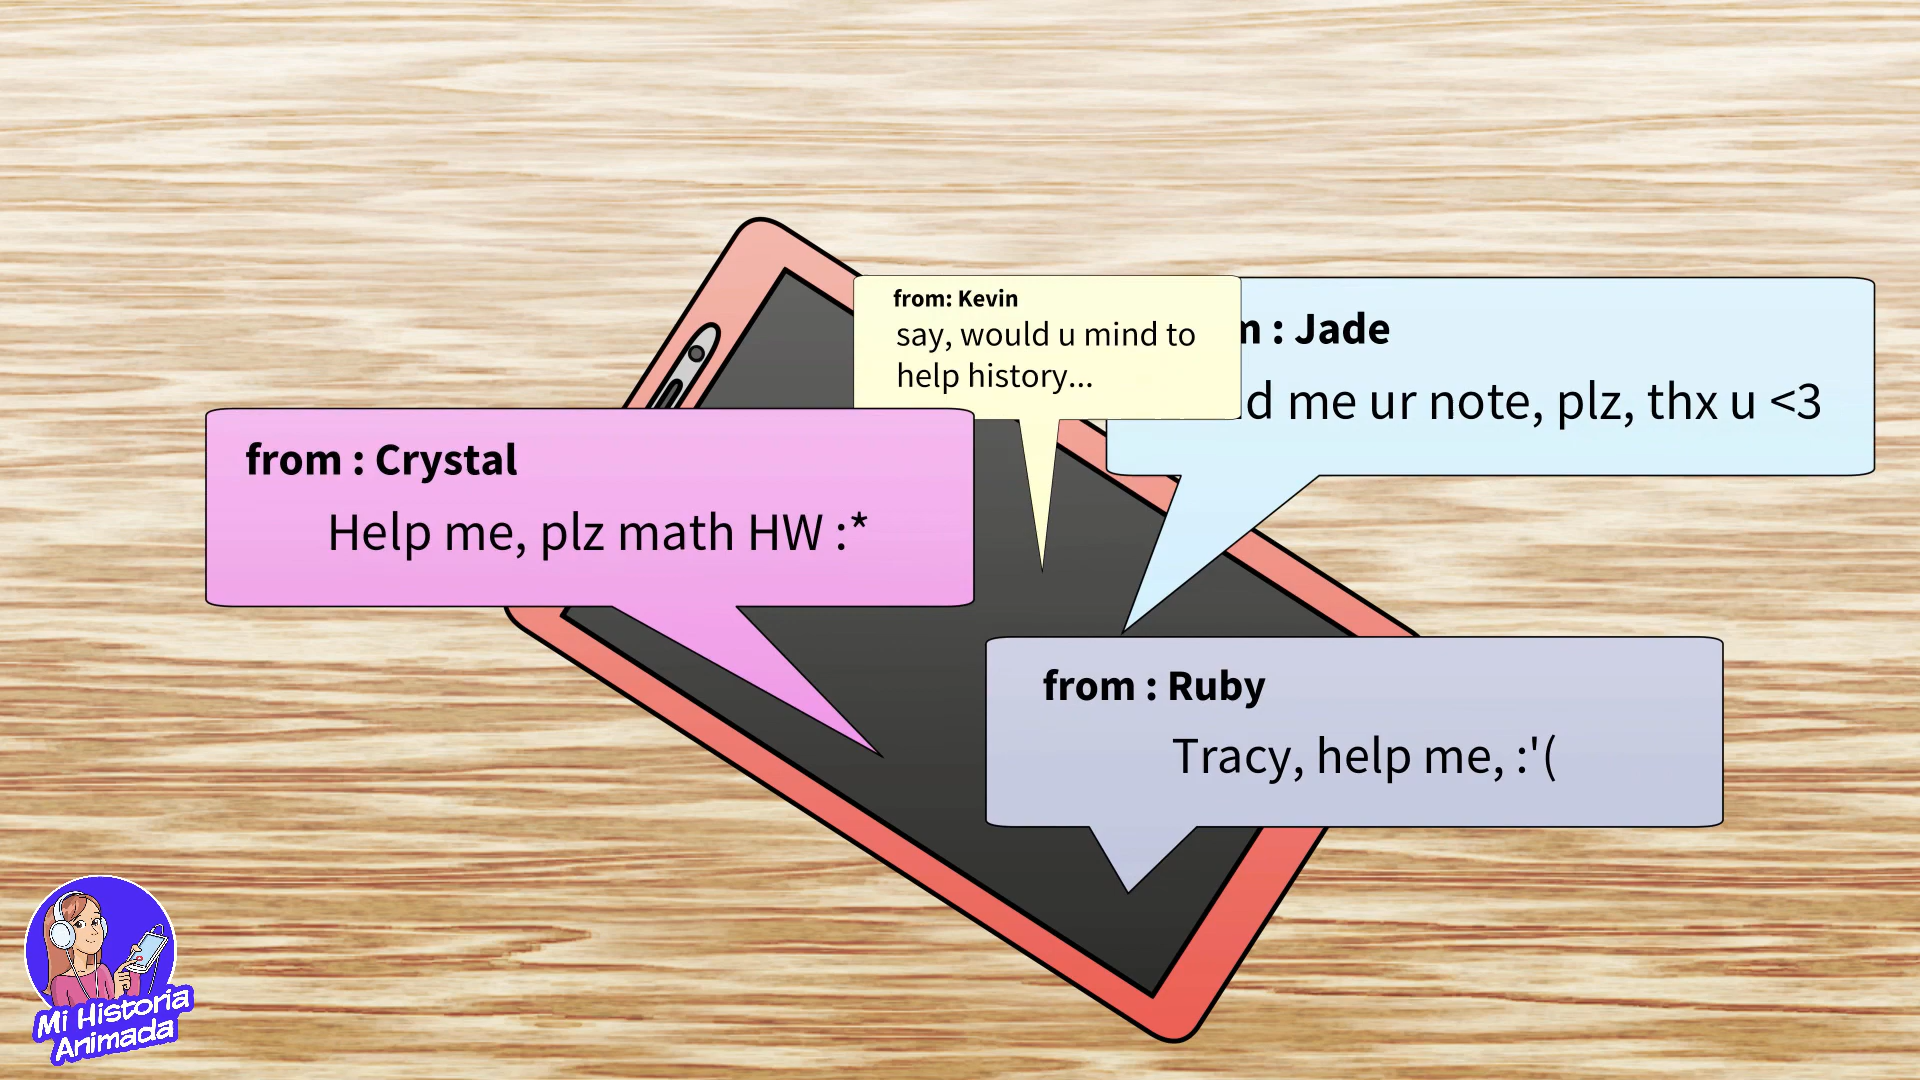 from: Kevin
say, would u mind to
help history...
: Jade
me ur note, plz, thx u <3
from : Crystal
Help me, plz math HW :*
from : Ruby
Tracy, help me, :'(
Mi Historia
Animada